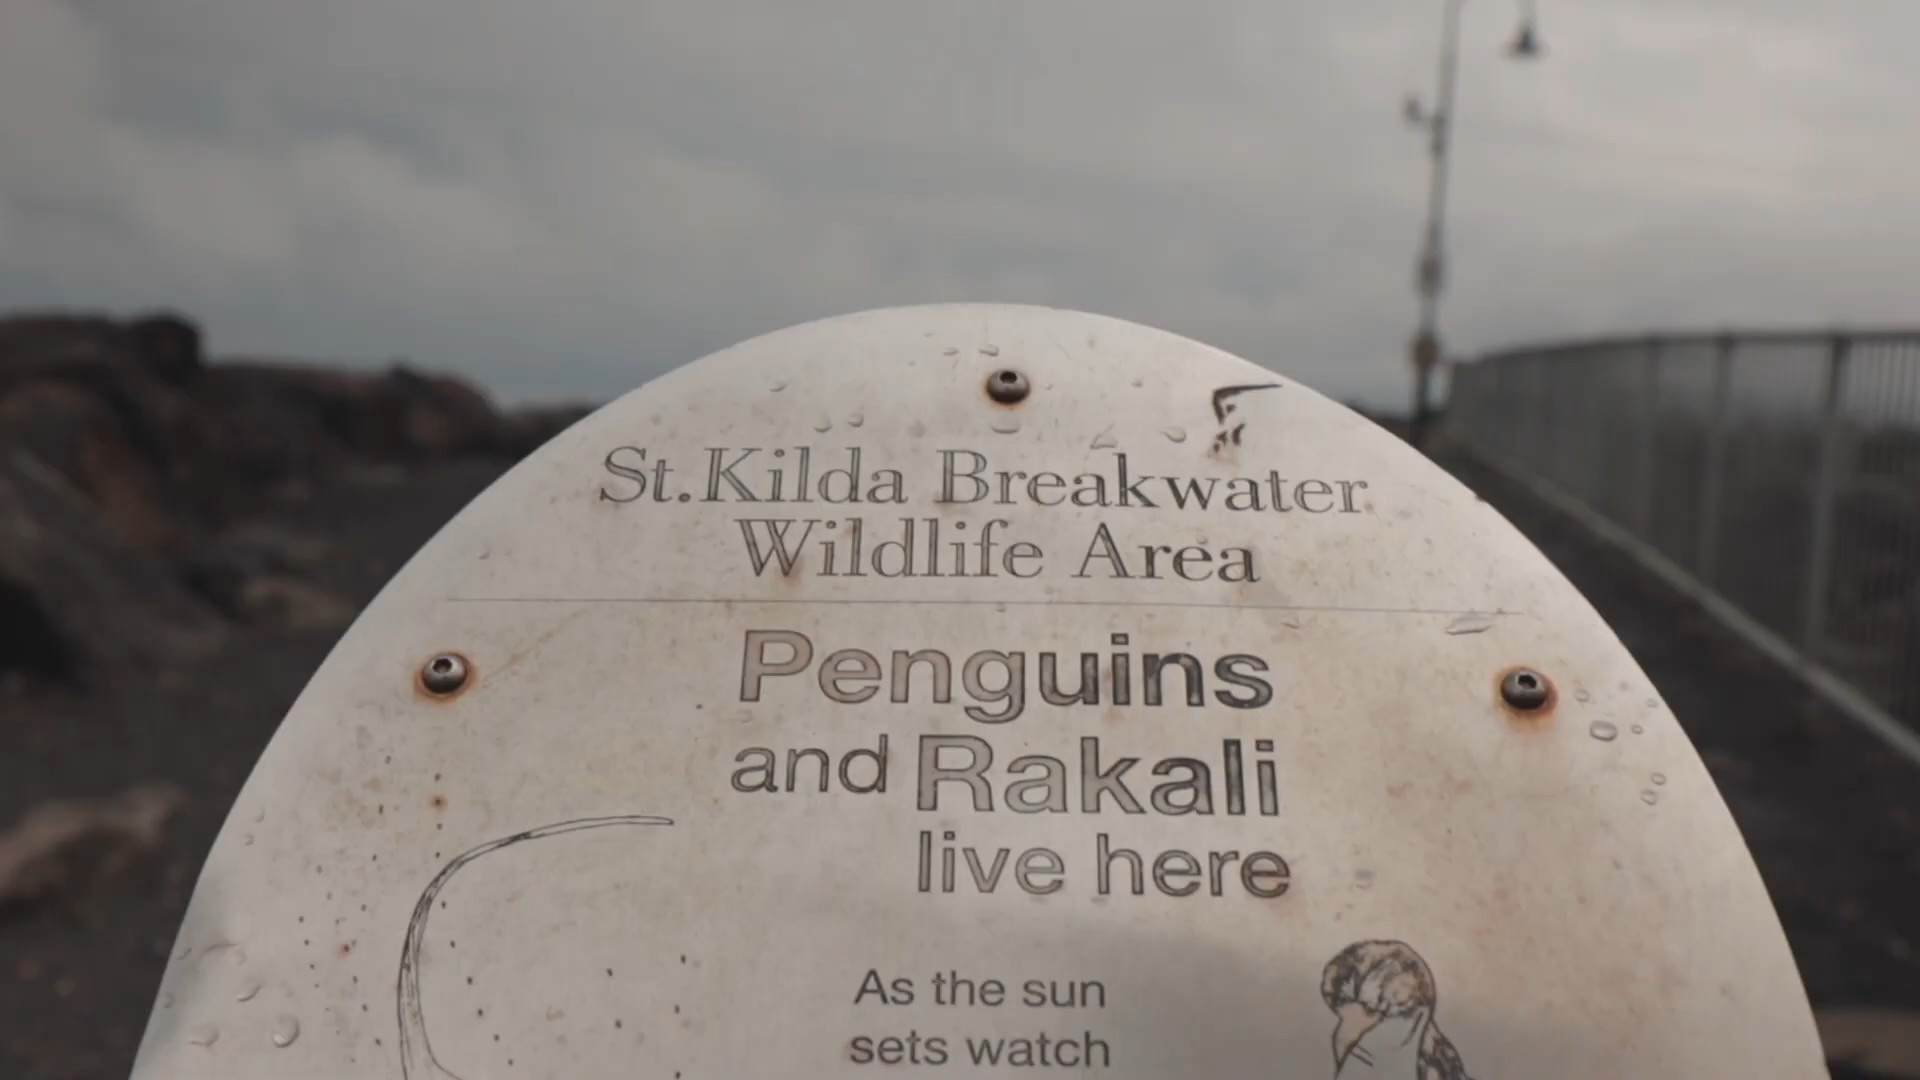 St.Kilda Breakwater
Wildlife Area
Penguins
and Rakali
live here
As the sun
sets watch